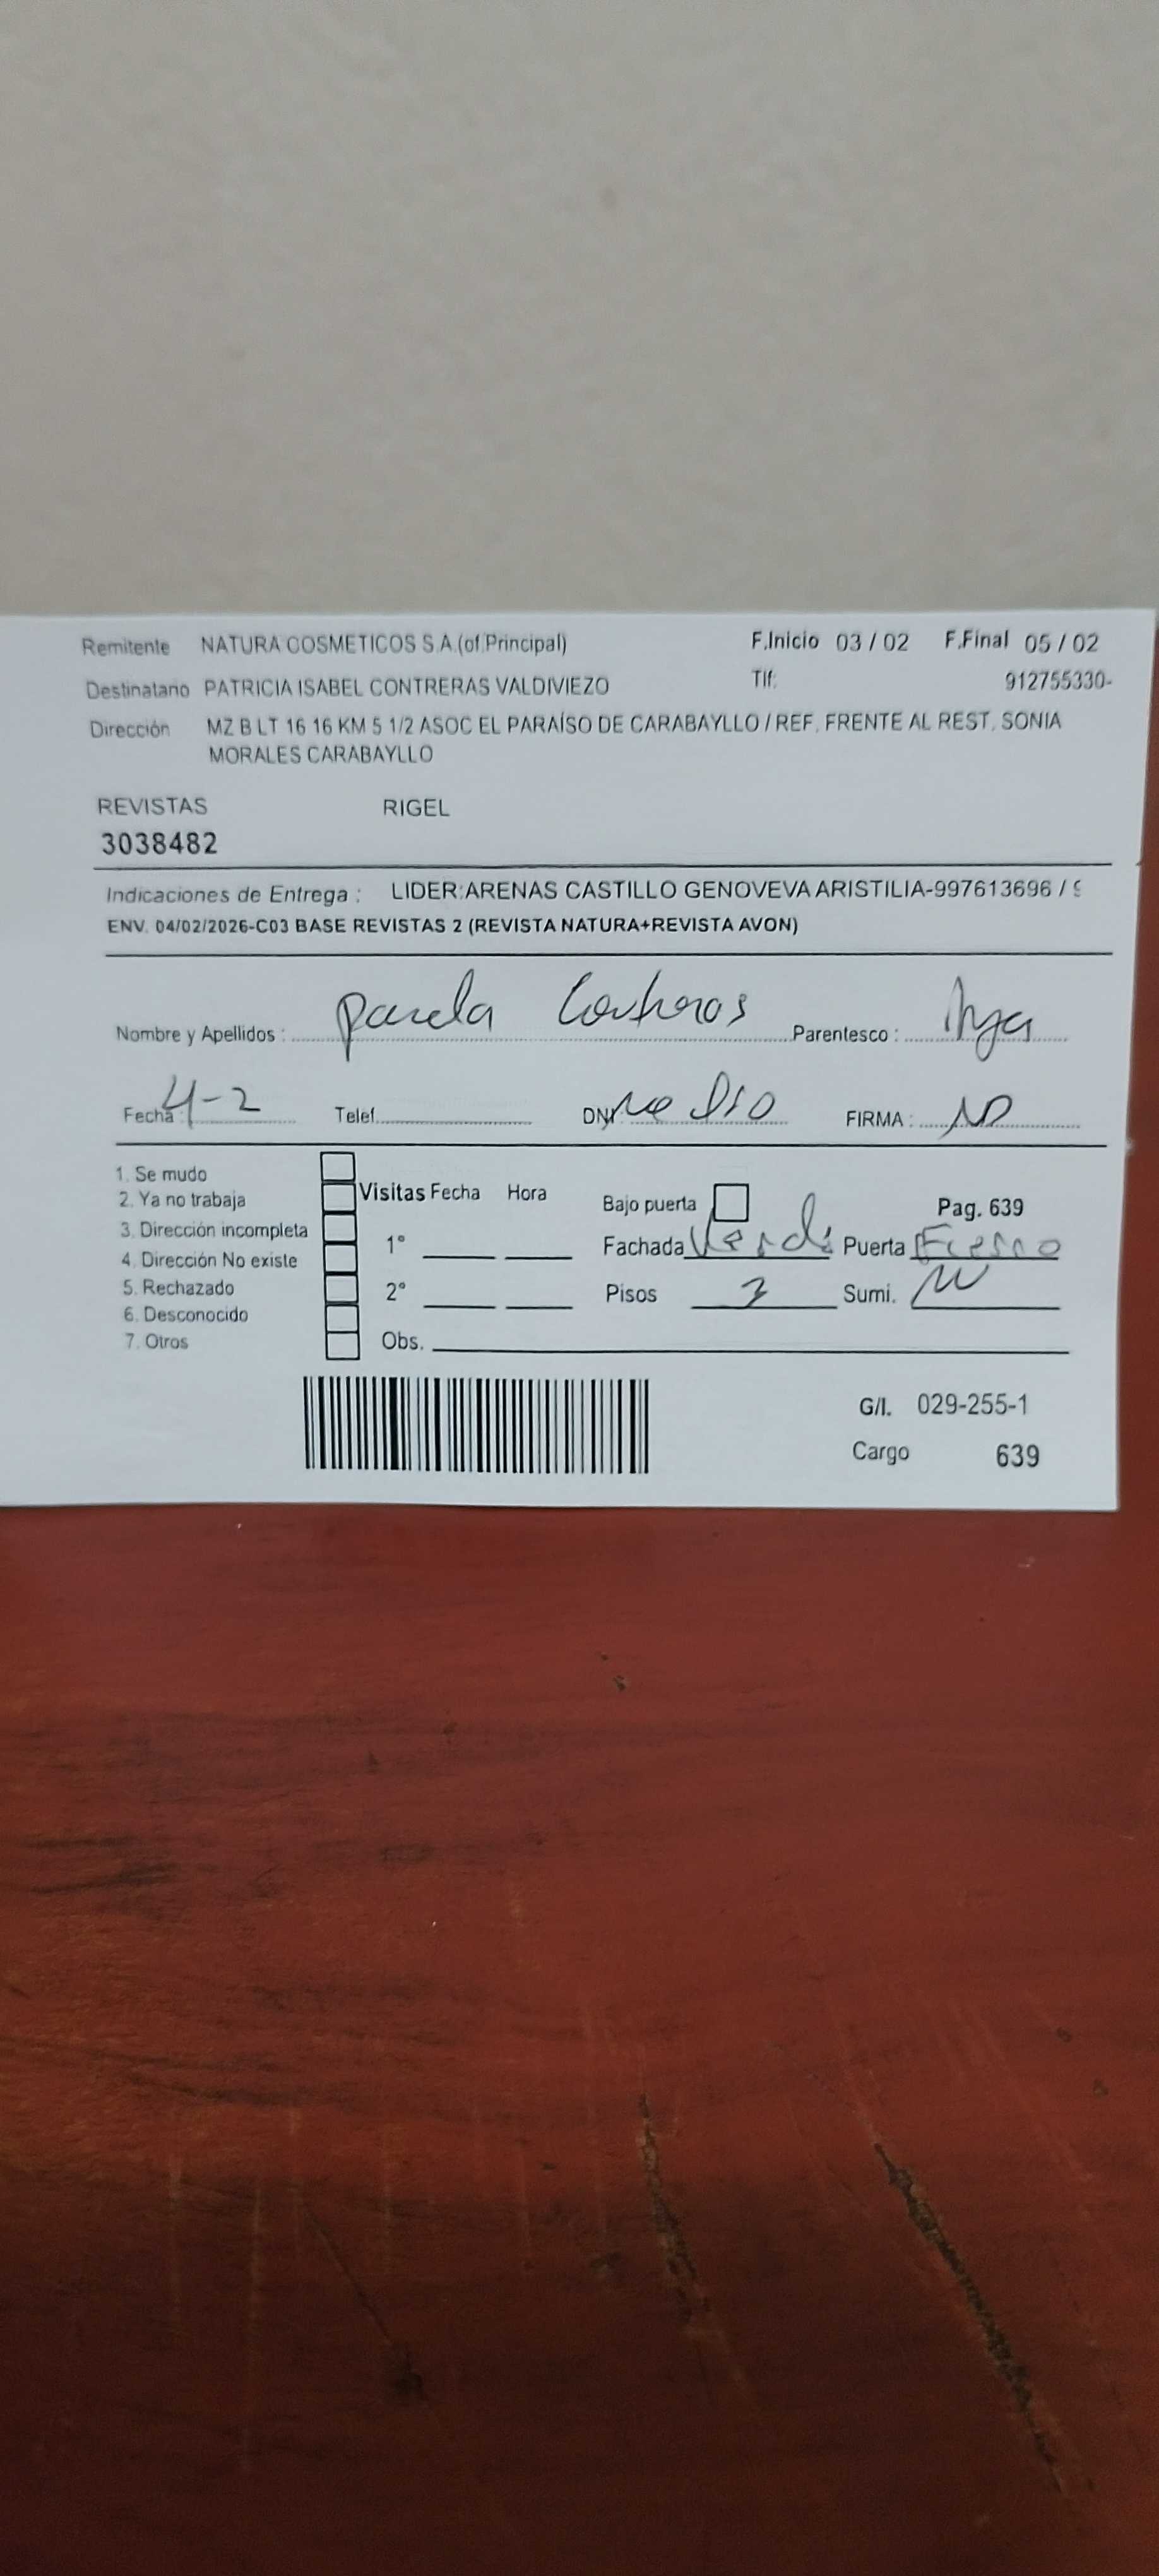 Remitente NATURA COSMETICOS S.A.(of.Principal) F.Inicio 03 / 02 F.Final 05 / 02
Destinatario PATRICIA ISABEL CONTRERAS VALDIVIEZO Tlf: 912755330-
Dirección MZ B LT 16 16 KM 5 1/2 ASOC EL PARAÍSO DE CARABAYLLO / REF. FRENTE AL REST. SONIA
MORALES CARABAYLLO
REVISTAS RIGEL
3038482
Indicaciones de Entrega : LIDER:ARENAS CASTILLO GENOVEVA ARISTILIA-997613696 / 9
ENV. 04/02/2026-C03 BASE REVISTAS 2 (REVISTA NATURA+REVISTA AVON)
Nombre y Apellidos : Contreras Parentesco : hija
Fecha : 4-2 Telef. DNI: no dio FIRMA :
1. Se mudo
2. Ya no trabaja
3. Dirección incompleta
4. Dirección No existe
5. Rechazado
6. Desconocido
7. Otros
Visitas Fecha Hora
1°
2°
Obs.
Bajo puerta Pag. 639
Fachada Verde Puerta Fierro
Pisos 3 Sumi.
G/I. 029-255-1
Cargo 639